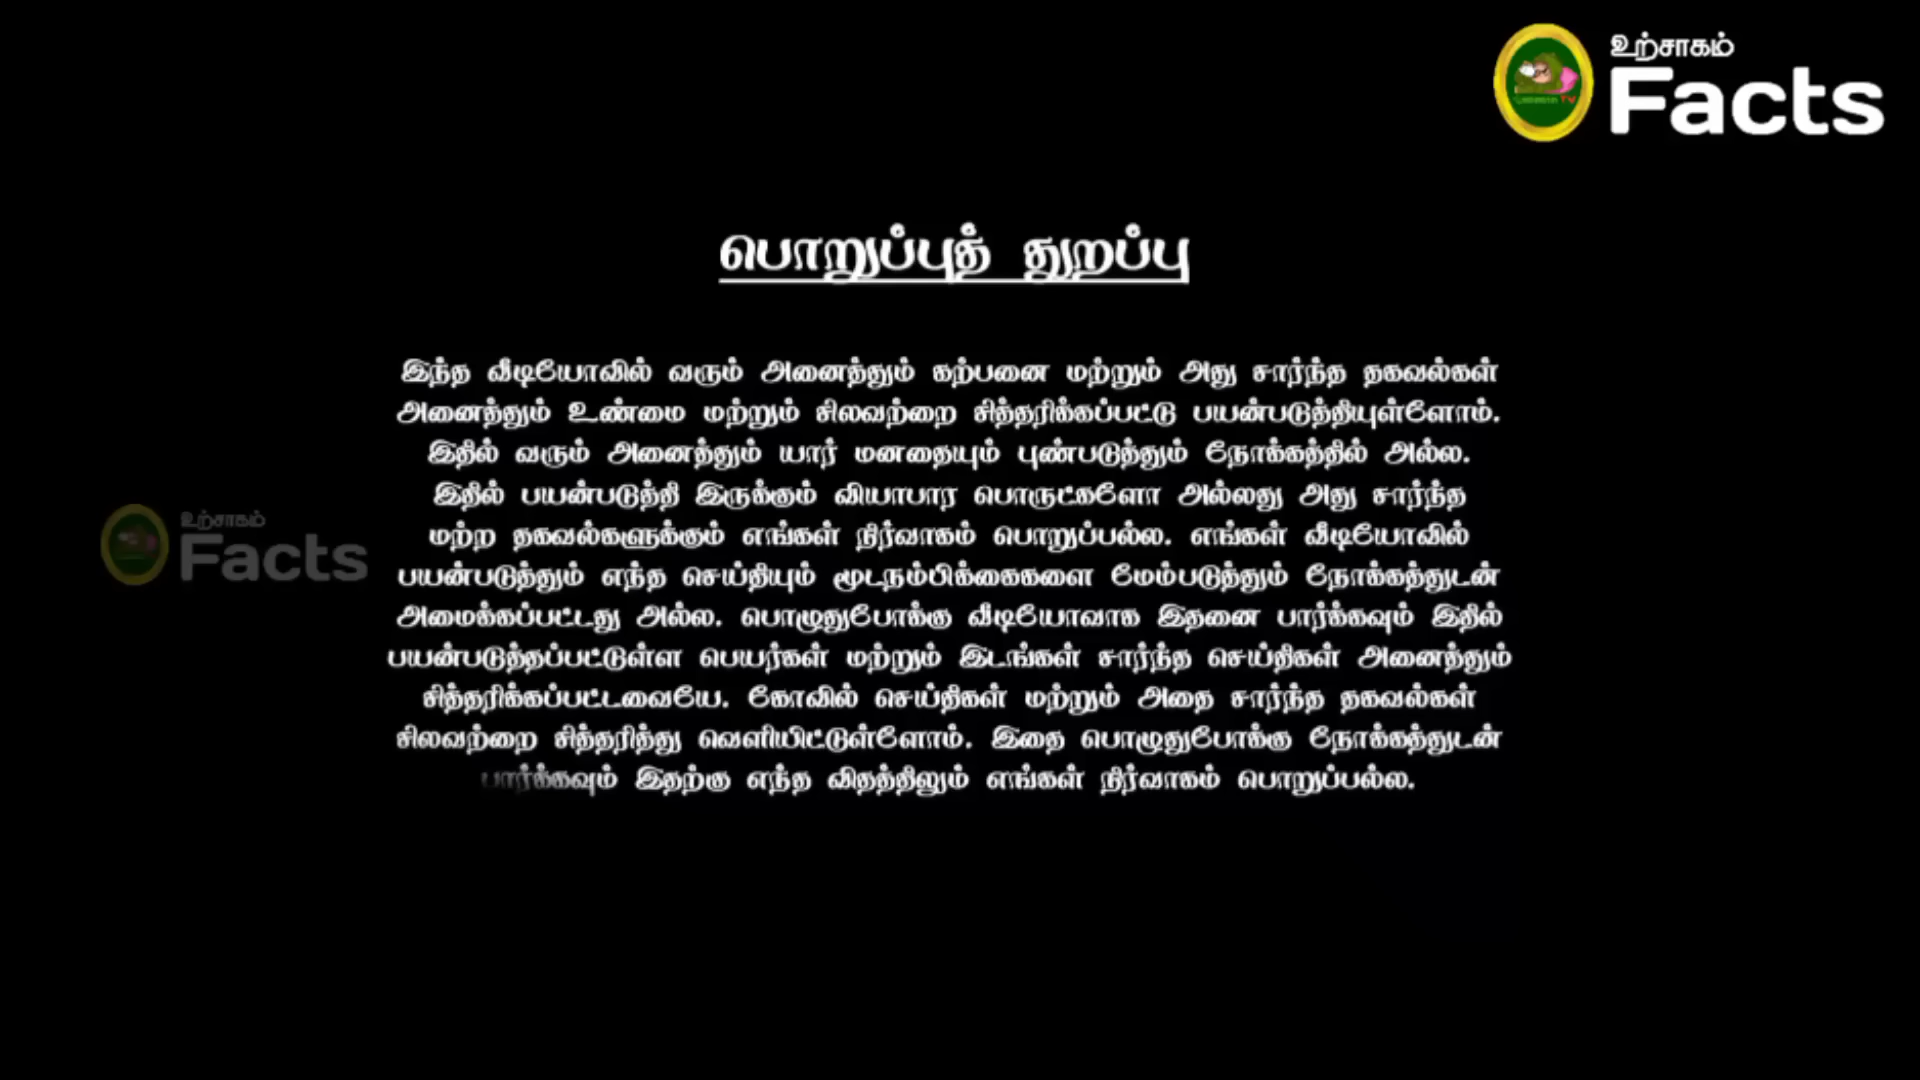 உற்சாகம்
Facts
பொறுப்புத் துறப்பு
இந்த வீடியோவில் வரும் அனைத்தும் கற்பனை மற்றும் அது சார்ந்த தகவல்கள்
அனைத்தும் உண்மை மற்றும் சிலவற்றை சித்தரிக்கப்பட்டு பயன்படுத்தியுள்ளோம்.
இதில் வரும் அனைத்தும் யார் மனதையும் புண்படுத்தும் நோக்கத்தில் அல்ல.
இதில் பயன்படுத்தி இருக்கும் வியாபார பொருட்களோ அல்லது அது சார்ந்த
மற்ற தகவல்களுக்கும் எங்கள் நிர்வாகம் பொறுப்பல்ல. எங்கள் வீடியோவில்
பயன்படுத்தும் எந்த செய்தியும் மூடநம்பிக்கைகளை மேம்படுத்தும் நோக்கத்துடன்
அமைக்கப்பட்டது அல்ல. பொழுதுபோக்கு வீடியோவாக இதனை பார்க்கவும் இதில்
பயன்படுத்தப்பட்டுள்ள பெயர்கள் மற்றும் இடங்கள் சார்ந்த செய்திகள் அனைத்தும்
சித்தரிக்கப்பட்டவையே. கோவில் செய்திகள் மற்றும் அதை சார்ந்த தகவல்கள்
சிலவற்றை சித்தரித்து வெளியிட்டுள்ளோம். இதை பொழுதுபோக்கு நோக்கத்துடன்
பார்க்கவும் இதற்கு எந்த விதத்திலும் எங்கள் நிர்வாகம் பொறுப்பல்ல.
உற்சாகம்
Facts